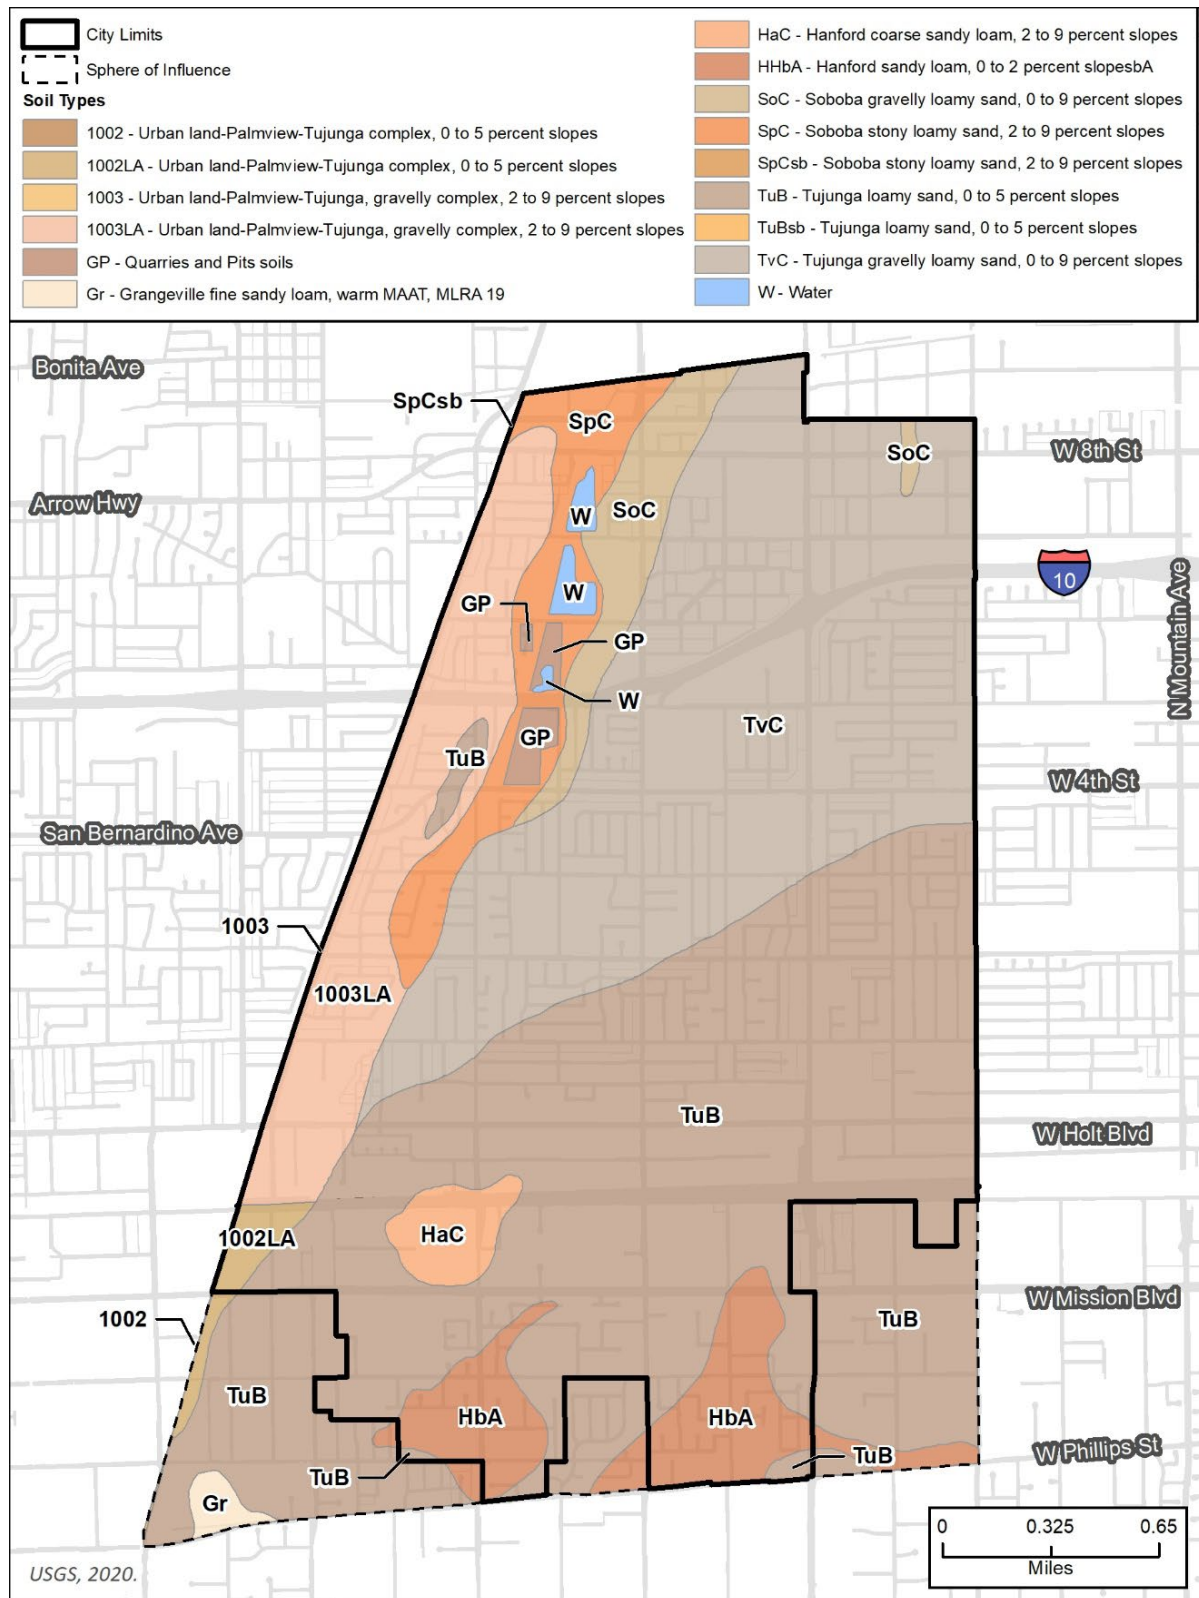 City Limits
Sphere of Influence
Soil Types
1002 - Urban land-Palmview-Tujunga complex, 0 to 5 percent slopes
1002LA - Urban land-Palmview-Tujunga complex, 0 to 5 percent slopes
1003 - Urban land-Palmview-Tujunga, gravelly complex, 2 to 9 percent slopes
1003LA - Urban land-Palmview-Tujunga, gravelly complex, 2 to 9 percent slopes
GP - Quarries and Pits soils
Gr - Grangeville fine sandy loam, warm MAAT, MLRA 19
HaC - Hanford coarse sandy loam, 2 to 9 percent slopes
HHbA - Hanford sandy loam, 0 to 2 percent slopesbA
SoC - Soboba gravelly loamy sand, 0 to 9 percent slopes
SpC - Soboba stony loamy sand, 2 to 9 percent slopes
SpCsb - Soboba stony loamy sand, 2 to 9 percent slopes
TuB - Tujunga loamy sand, 0 to 5 percent slopes
TuBsb - Tujunga loamy sand, 0 to 5 percent slopes
TvC - Tujunga gravelly loamy sand, 0 to 9 percent slopes
W - Water
Bonita Ave
SpCsb
SpC
SoC
W 8th St
Arrow Hwy
W
SoC
10
W
GP
GP
N Mountain Ave
W
TvC
GP
TuB
W 4th St
San Bernardino Ave
1003
1003LA
TuB
W Holt Blvd
1002LA
HaC
W Mission Blvd
1002
TuB
TuB
HbA
HbA
W Phillips St
TuB
TuB
Gr
0 0.325 0.65
Miles
USGS, 2020.